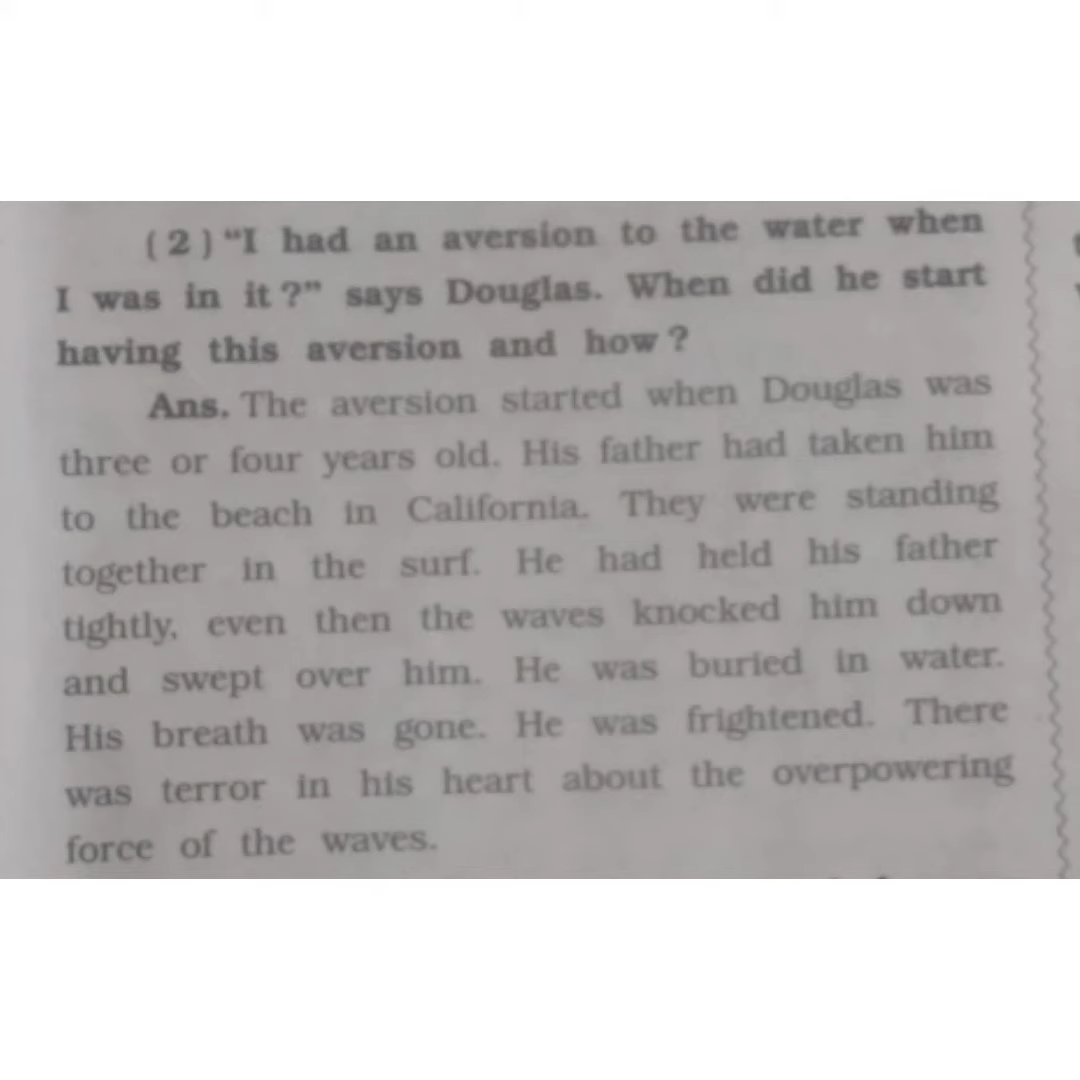 (2) "I had an aversion to the water when
I was in it ?" says Douglas. When did he start
having this aversion and how ?
Ans. The aversion started when Douglas was
three or four years old. His father had taken him
to the beach in California. They were standing
together in the surf. He had held his father
tightly, even then the waves knocked him down
and swept over him. He was buried in water.
His breath was gone. He was frightened. There
was terror in his heart about the overpowering
force of the waves.